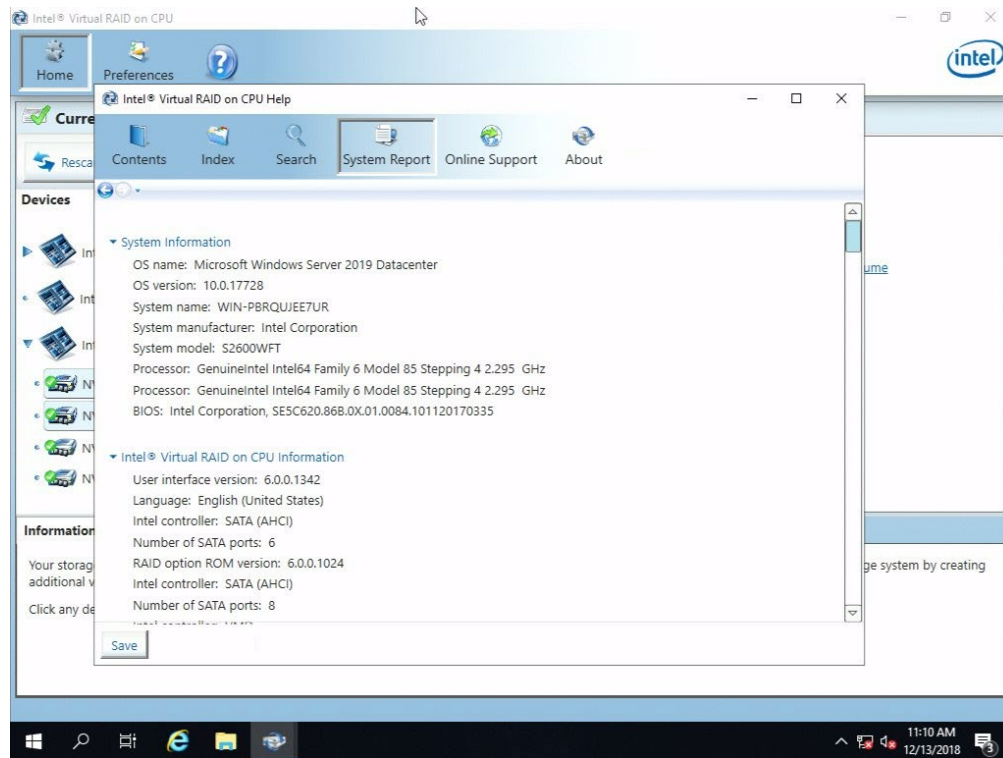 Intel® Virtual RAID on CPU
Home
Preferences
?
intel
Intel® Virtual RAID on CPU Help
Contents
Index
Search
System Report
Online Support
About
Devices
System Information
OS name: Microsoft Windows Server 2019 Datacenter
OS version: 10.0.17728
System name: WIN-PBRQUJEE7UR
System manufacturer: Intel Corporation
System model: S2600WFT
Processor: GenuineIntel Intel64 Family 6 Model 85 Stepping 4 2.295 GHz
Processor: GenuineIntel Intel64 Family 6 Model 85 Stepping 4 2.295 GHz
BIOS: Intel Corporation, SE5C620.86B.0X.01.0084.101120170335
Intel® Virtual RAID on CPU Information
User interface version: 6.0.0.1342
Language: English (United States)
Intel controller: SATA (AHCI)
Number of SATA ports: 6
RAID option ROM version: 6.0.0.1024
Intel controller: SATA (AHCI)
Number of SATA ports: 8
Save
Information
Your
ge system by creating
additional
Click any
11:10 AM
12/13/2018
3